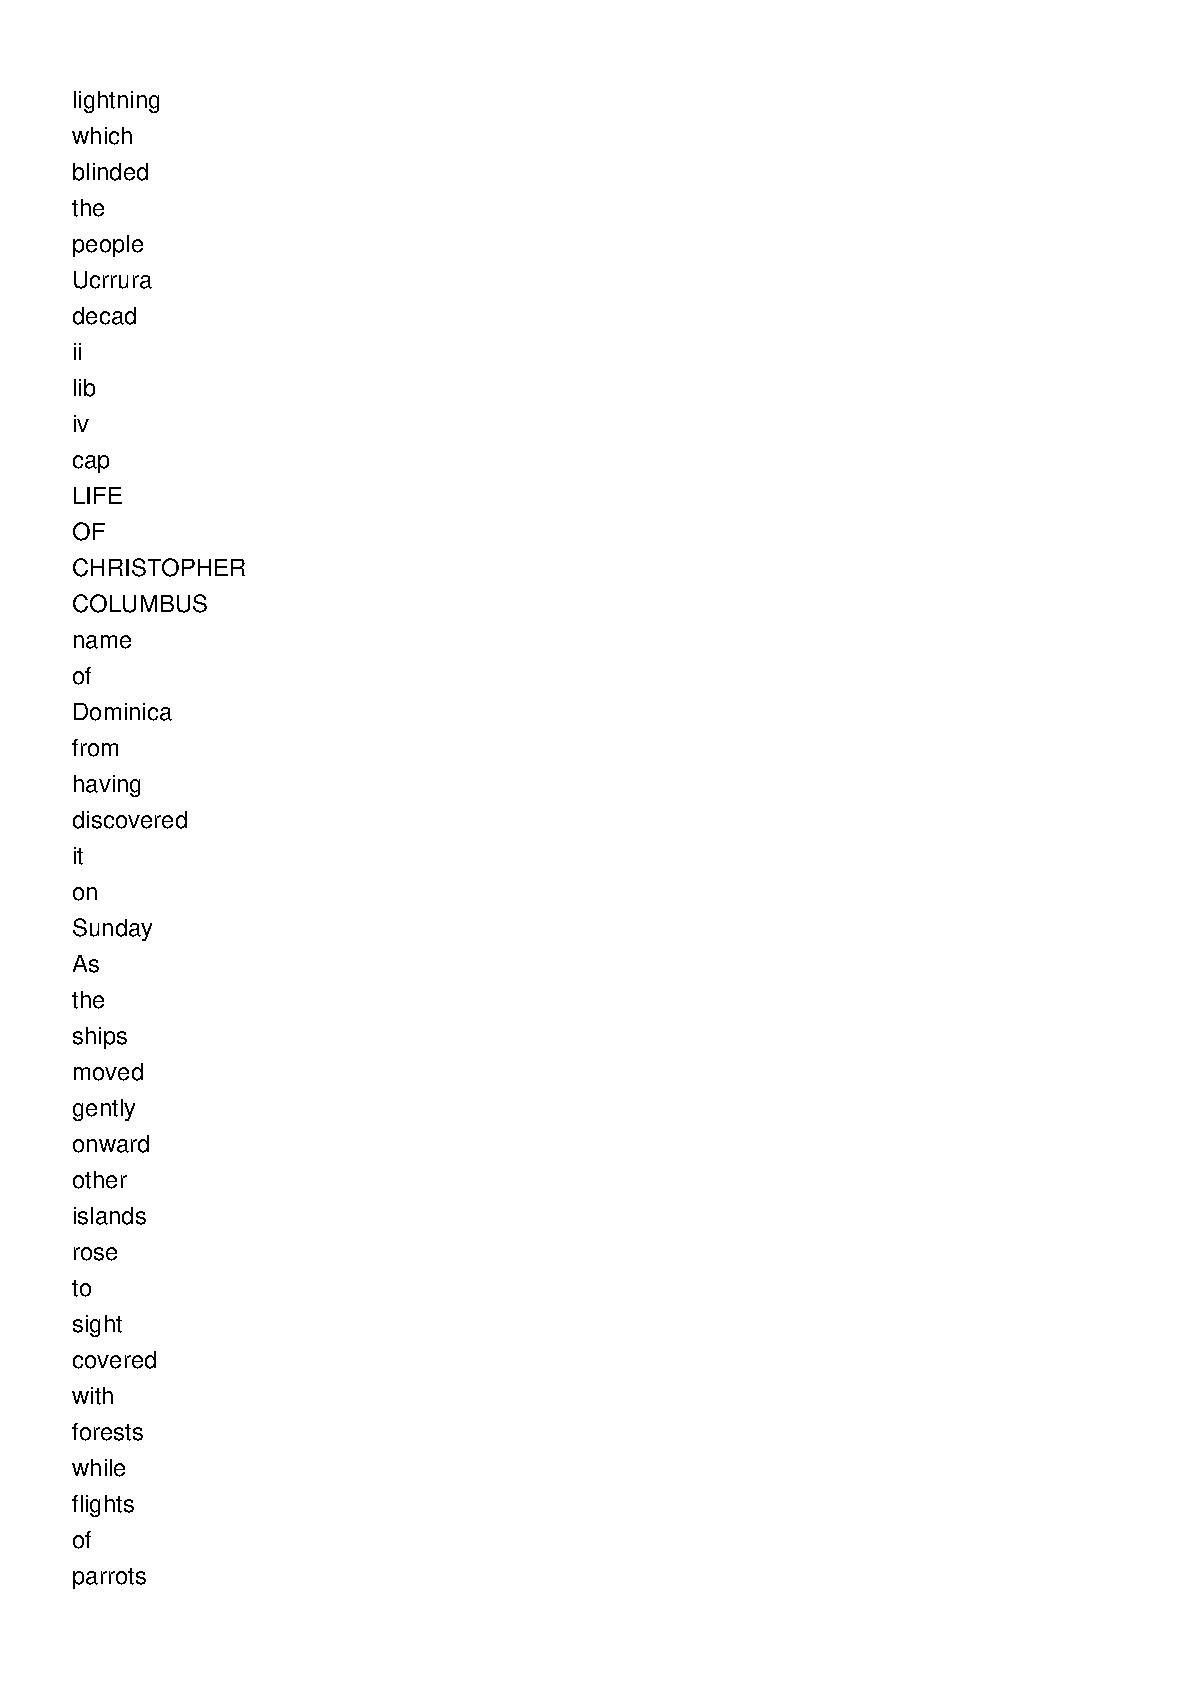 lightning
which
blinded
the
people
Ucrrura
decad
ii
lib
iv
cap
LIFE
OF
CHRISTOPHER
COLUMBUS
name
of
Dominica
from
having
discovered
it
on
Sunday
As
the
ships
moved
gently
onward
other
islands
rose
to
sight
covered
with
forests
while
flights
of
parrots